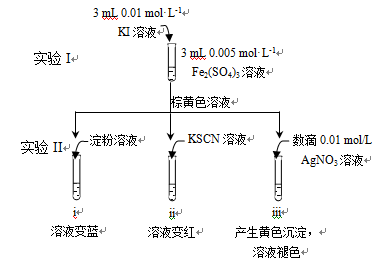 3 mL 0.01 mol·L-1
KI 溶液
实验 I
3 mL 0.005 mol·L-1
Fe2(SO4)3溶液
棕黄色溶液
实验 II
淀粉溶液
KSCN 溶液
数滴 0.01 mol/L
AgNO3 溶液
i
ii
iii
溶液变蓝
溶液变红
产生黄色沉淀，
溶液褪色